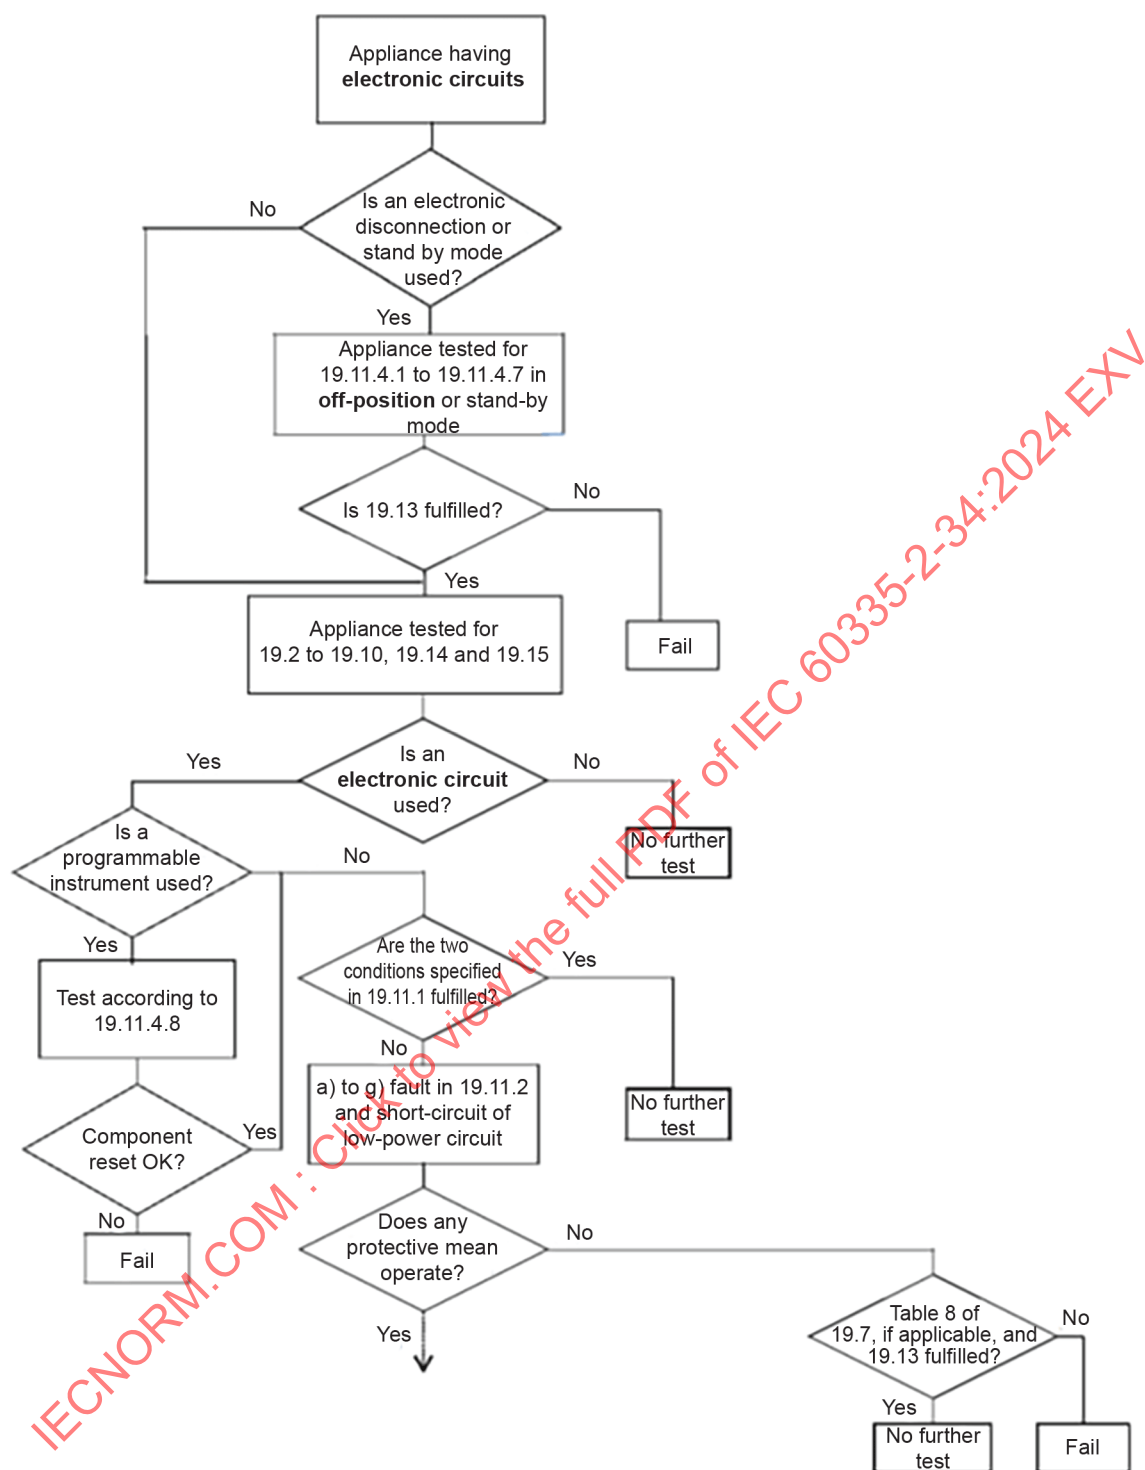 Appliance having
electronic circuits
Is an electronic
disconnection or
stand by mode
used?
No
Yes
Appliance tested for
19.11.4.1 to 19.11.4.7 in
off-position or stand-by
mode
Is 19.13 fulfilled?
No
Yes
Fail
Appliance tested for
19.2 to 19.10, 19.14 and 19.15
Is an
electronic circuit
used?
Yes
No
No further
test
Is a
programmable
instrument used?
No
Yes
Are the two
conditions specified
in 19.11.1 fulfilled?
Yes
No
Test according to
19.11.4.8
No further
test
a) to g) fault in 19.11.2
and short-circuit of
low-power circuit
Component
reset OK?
Yes
No
Fail
Does any
protective mean
operate?
No
Yes
Table 8 of
19.7, if applicable, and
19.13 fulfilled?
No
Yes
No further
test
Fail
IECNORM.COM : Click to view the full PDF of IEC 60335-2-34:2024 EXV